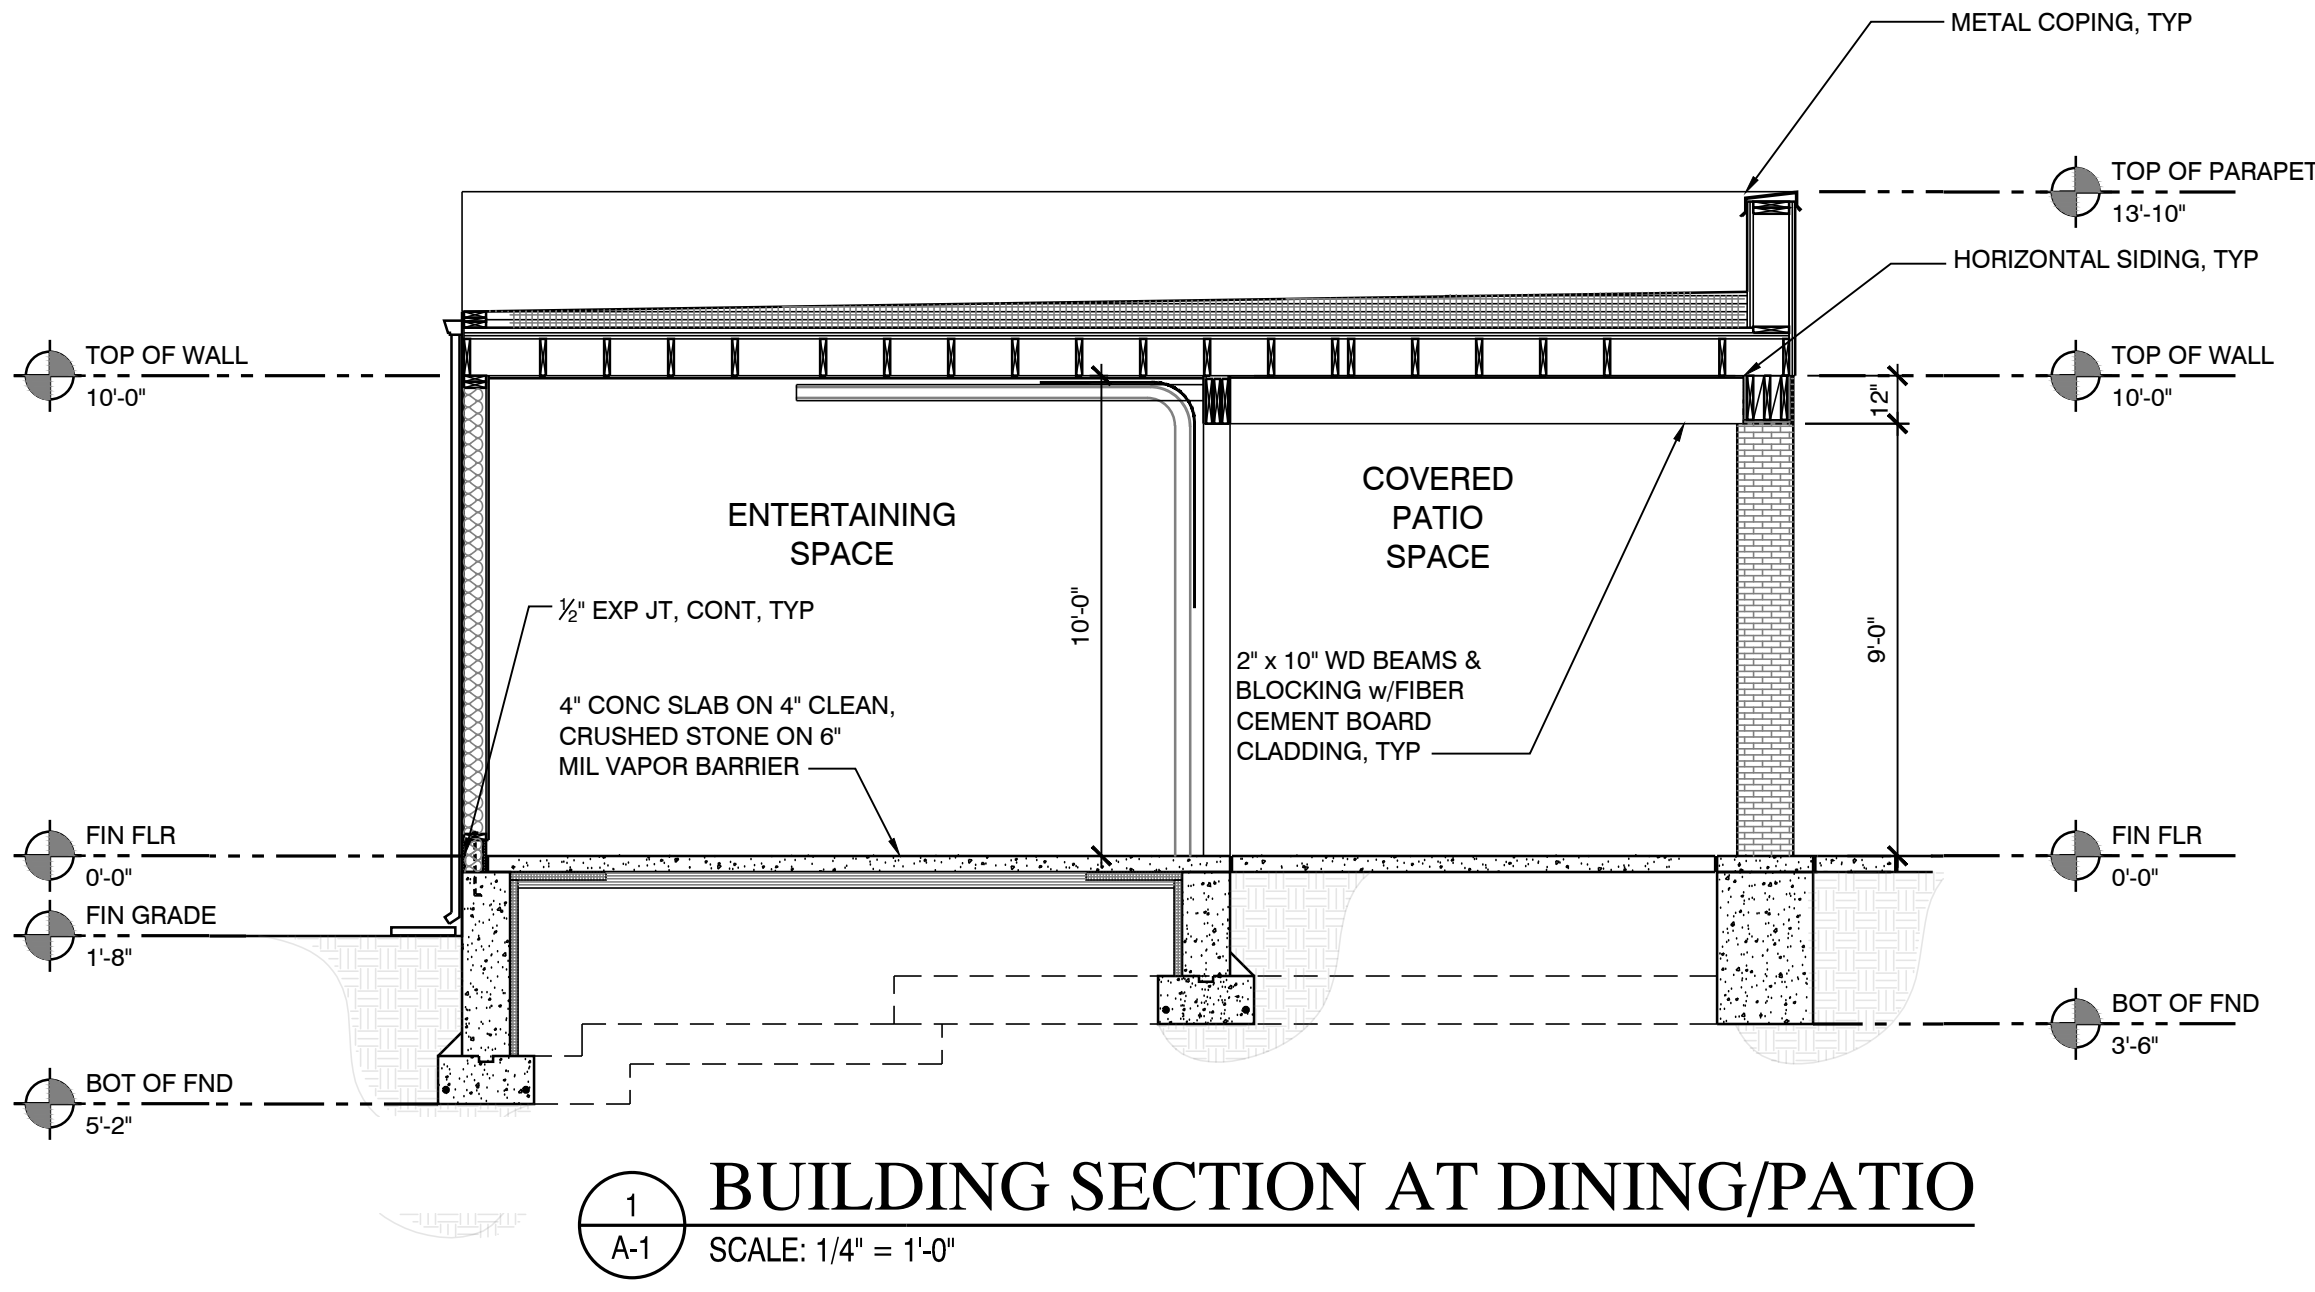 METAL COPING, TYP
TOP OF PARAPET
13'-10"
HORIZONTAL SIDING, TYP
TOP OF WALL
10'-0"
TOP OF WALL
10'-0"
12"
ENTERTAINING
SPACE
COVERED
PATIO
SPACE
½" EXP JT, CONT, TYP
10'-0"
9'-0"
2" x 10" WD BEAMS &
BLOCKING w/FIBER
CEMENT BOARD
CLADDING, TYP
4" CONC SLAB ON 4" CLEAN,
CRUSHED STONE ON 6"
MIL VAPOR BARRIER
FIN FLR
0'-0"
FIN FLR
0'-0"
FIN GRADE
1'-8"
BOT OF FND
3'-6"
BOT OF FND
5'-2"
1
A-1
BUILDING SECTION AT DINING/PATIO
SCALE: 1/4" = 1'-0"